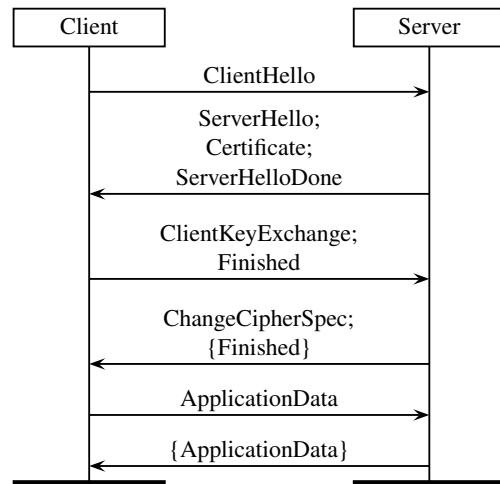 Client
Server
ClientHello
ServerHello;
Certificate;
ServerHelloDone
ClientKeyExchange;
Finished
ChangeCipherSpec;
{Finished}
ApplicationData
{ApplicationData}